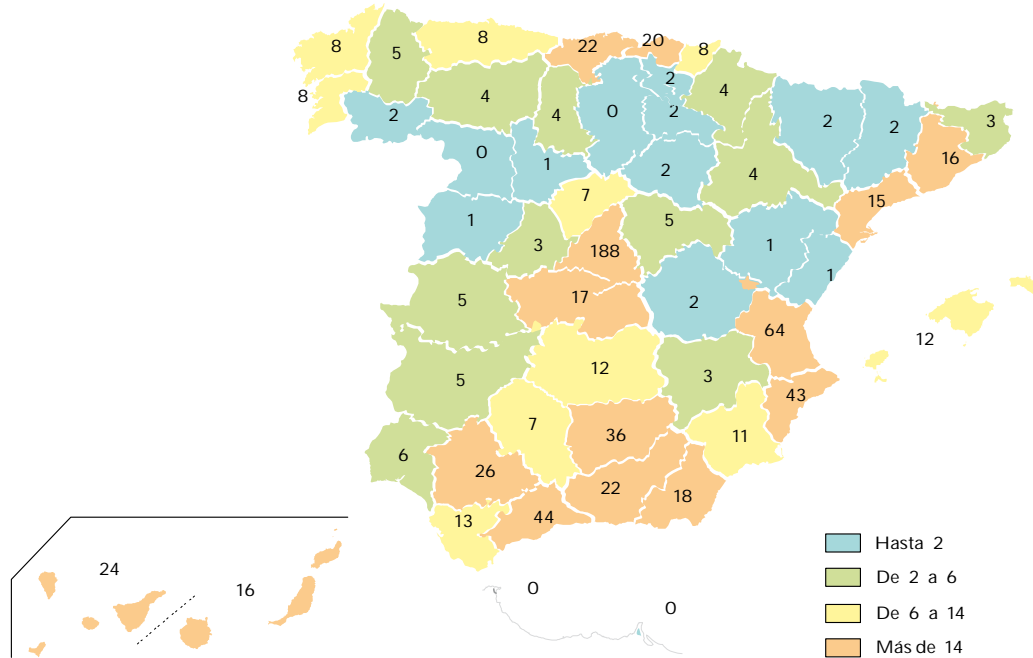 8 5 8 22 20 8
8 2 4 4 0 2 2 4 2 2 3
0 1 2 4 16
1 7 5 15
3 188 1 1
5 17 2
12 64
5 12 3 43
6 26 7 36 11
13 44 22 18
24 16
0 0
Hasta 2
De 2 a 6
De 6 a 14
Más de 14